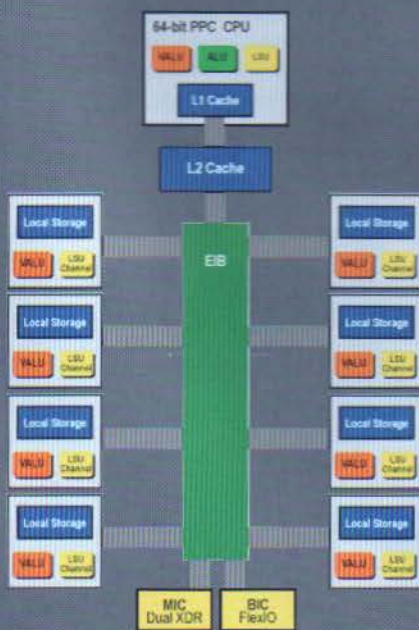 64-bit PPC CPU
VALU
ALU
LSU
L1 Cache
L2 Cache
EIB
Local Storage
VALU
LSU
Channel
Local Storage
VALU
LSU
Channel
Local Storage
VALU
LSU
Channel
Local Storage
VALU
LSU
Channel
Local Storage
VALU
LSU
Channel
Local Storage
VALU
LSU
Channel
Local Storage
VALU
LSU
Channel
Local Storage
VALU
LSU
Channel
MIC
Dual XDR
BIC
FlexIO